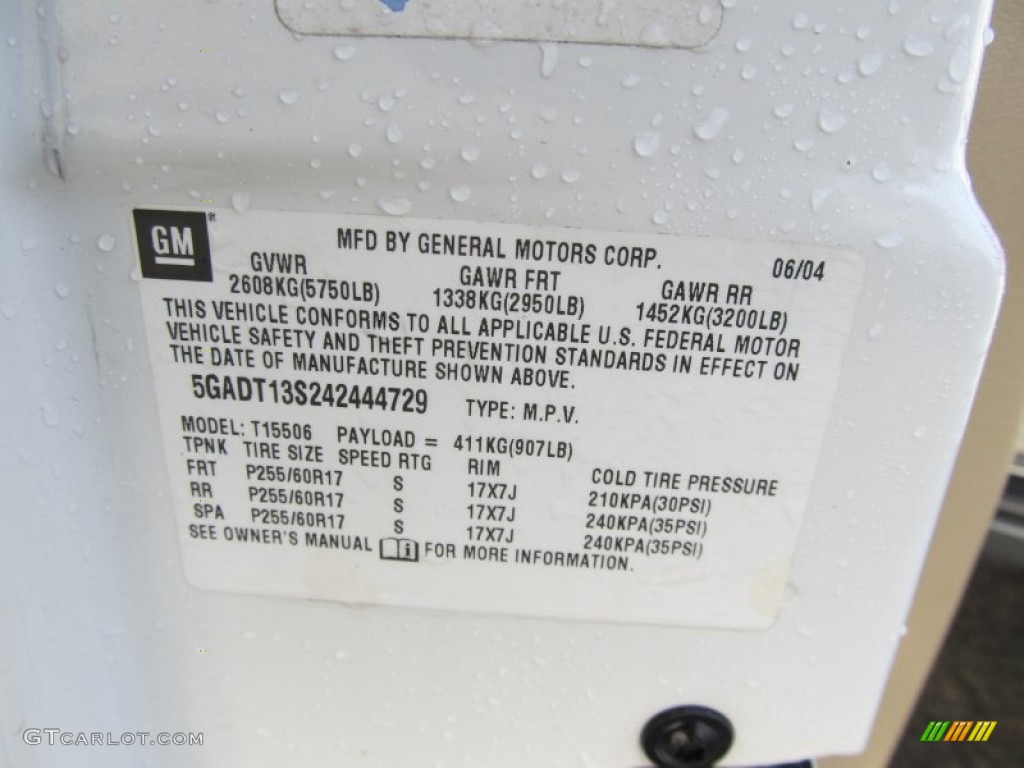 GM®
MFD BY GENERAL MOTORS CORP. 06/04
GVWR GAWR FRT GAWR RR
2608KG(5750LB) 1338KG(2950LB) 1452KG(3200LB)
THIS VEHICLE CONFORMS TO ALL APPLICABLE U.S. FEDERAL MOTOR
VEHICLE SAFETY AND THEFT PREVENTION STANDARDS IN EFFECT ON
THE DATE OF MANUFACTURE SHOWN ABOVE.
5GADT13S242444729 TYPE: M.P.V.
MODEL: T15506 PAYLOAD = 411KG(907LB)
TPNK TIRE SIZE SPEED RTG RIM COLD TIRE PRESSURE
FRT P255/60R17 S 17X7J 210KPA(30PSI)
RR P255/60R17 S 17X7J 240KPA(35PSI)
SPA P255/60R17 S 17X7J 240KPA(35PSI)
SEE OWNER'S MANUAL i FOR MORE INFORMATION.
GTCARLOT.COM